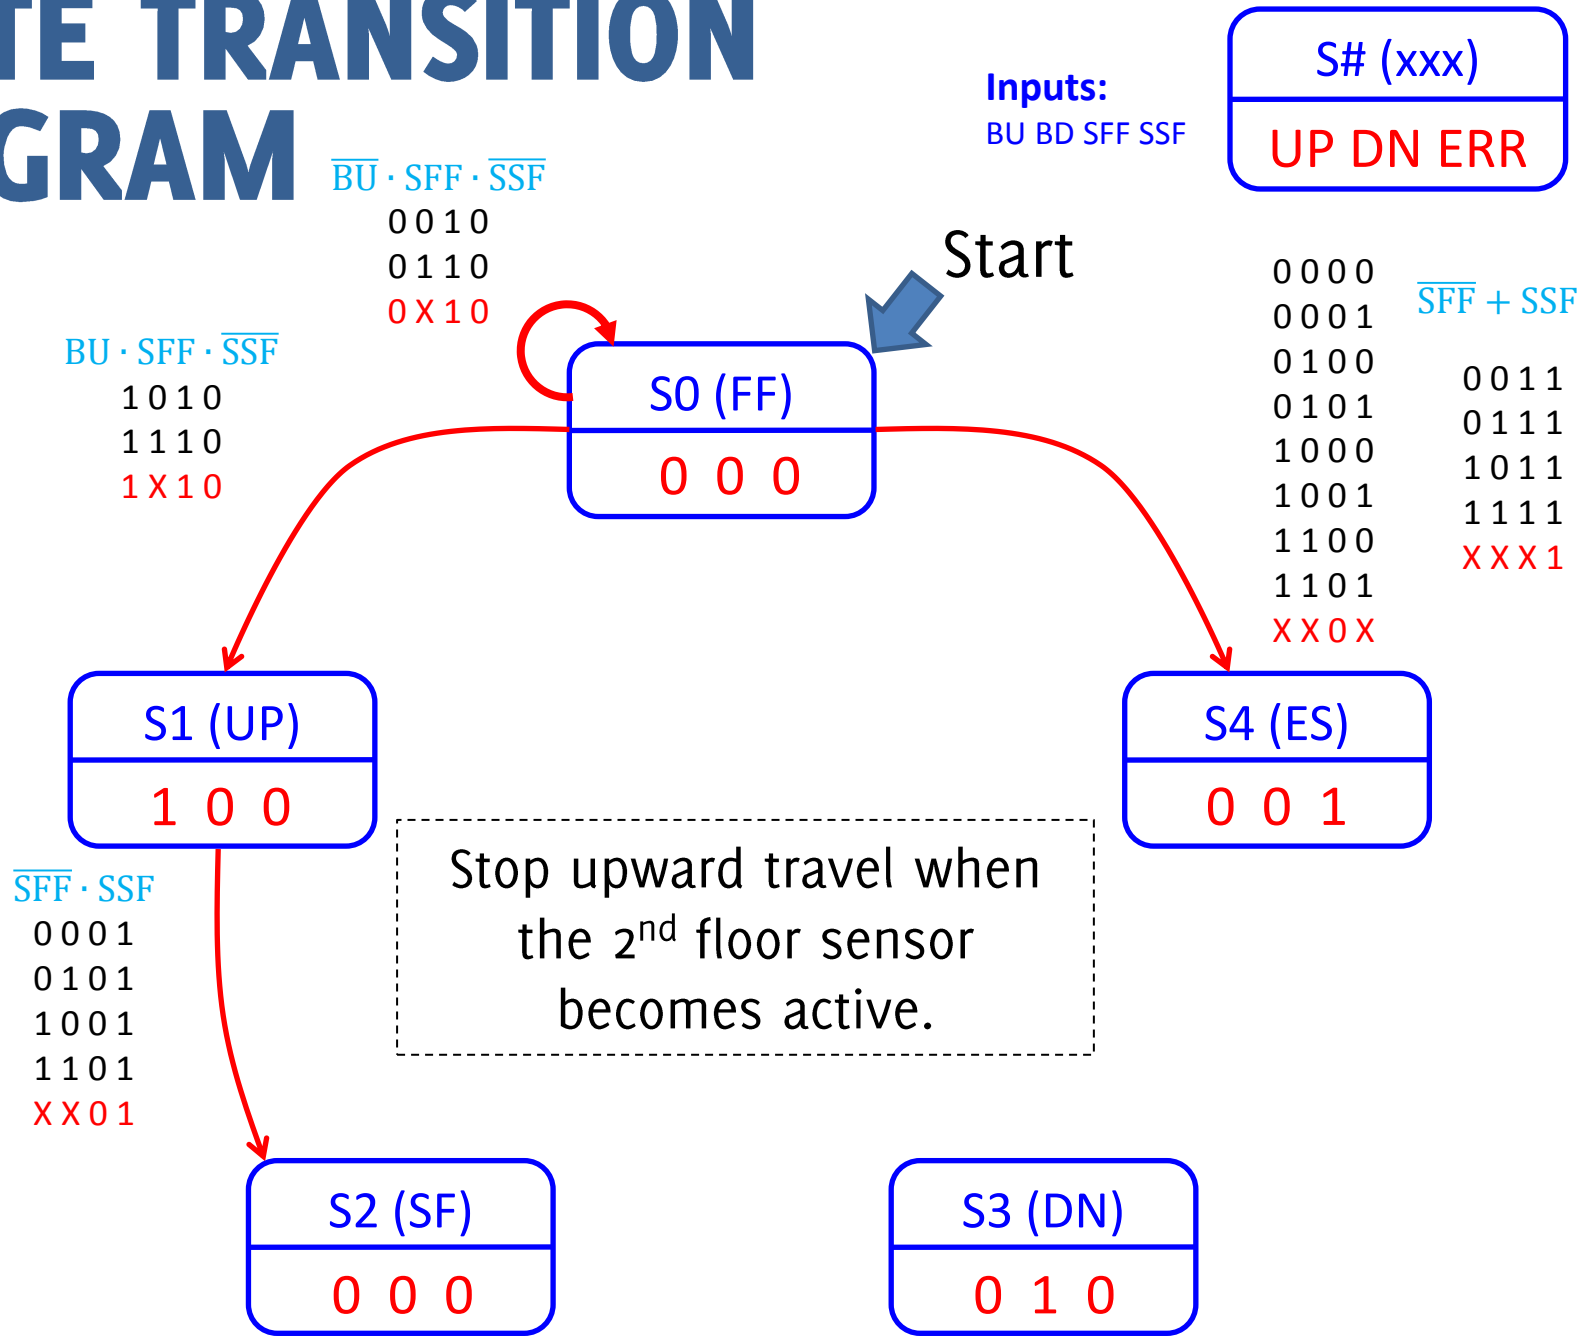 TE TRANSITION
GRAM
Inputs:
BU BD SFF SSF
S# (xxx)
UP DN ERR
B̅U̅ · SFF · S̅S̅F̅
0 0 1 0
0 1 1 0
0 X 1 0
Start
BU · SFF · S̅S̅F̅
1 0 1 0
1 1 1 0
1 X 1 0
S0 (FF)
0 0 0
0 0 0 0
0 0 0 1
0 1 0 0
0 1 0 1
1 0 0 0
1 0 0 1
1 1 0 0
1 1 0 1
X X 0 X
S̅F̅F̅ + SSF
0 0 1 1
0 1 1 1
1 0 1 1
1 1 1 1
X X X 1
S1 (UP)
1 0 0
S4 (ES)
0 0 1
Stop upward travel when
the 2nd floor sensor
becomes active.
S̅F̅F̅ · SSF
0 0 0 1
0 1 0 1
1 0 0 1
1 1 0 1
X X 0 1
S2 (SF)
0 0 0
S3 (DN)
0 1 0